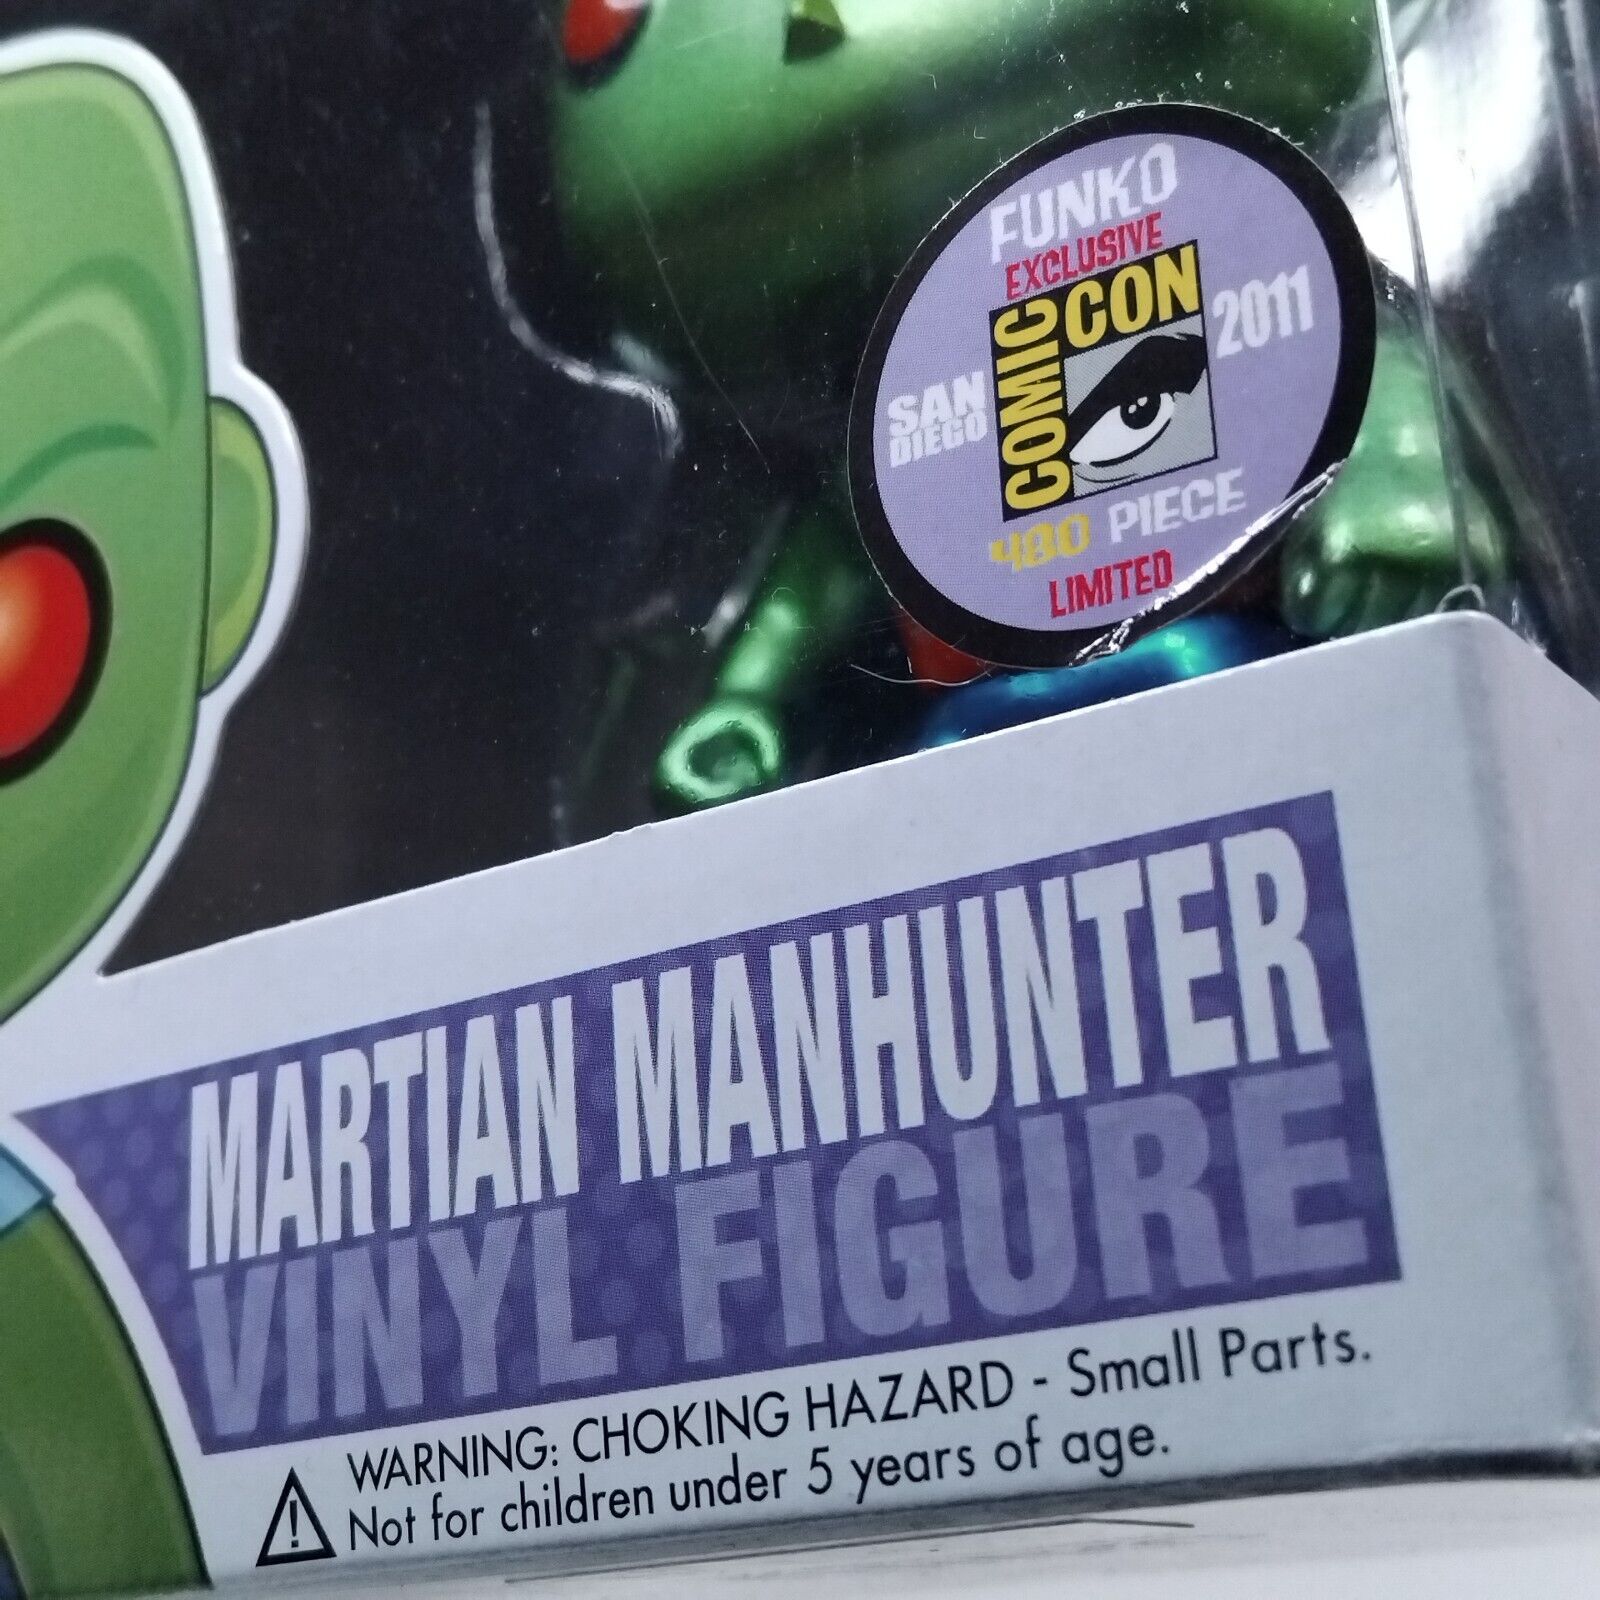 FUNKO
EXCLUSIVE
SAN
DIEGO
COMIC
CON
2011
480 PIECE
LIMITED
MARTIAN MANHUNTER
VINYL FIGURE
WARNING: CHOKING HAZARD - Small Parts.
Not for children under 5 years of age.